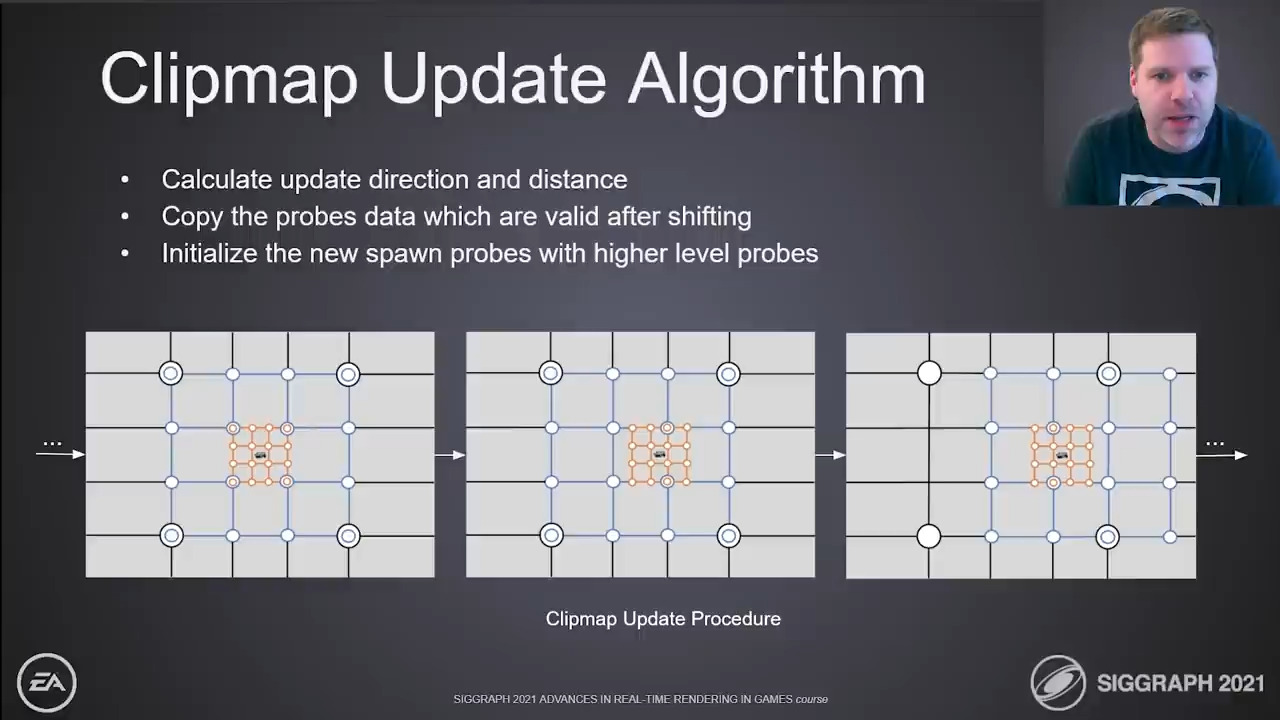 Clipmap Update Algorithm
• Calculate update direction and distance
• Copy the probes data which are valid after shifting
• Initialize the new spawn probes with higher level probes
... ...
Clipmap Update Procedure
EA
SIGGRAPH 2021 ADVANCES IN REAL-TIME RENDERING IN GAMES course
SIGGRAPH 2021